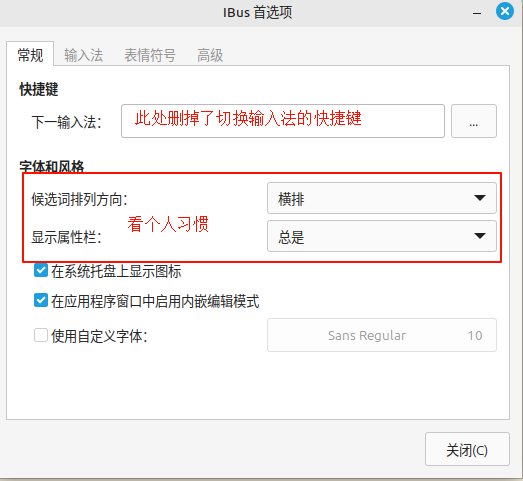 IBus 首选项
常规 输入法 表情符号 高级
快捷键
下一输入法： 此处删掉了切换输入法的快捷键 ...
字体和风格
候选词排列方向： 横排
看个人习惯
显示属性栏： 总是
在系统托盘上显示图标
在应用程序窗口中启用内嵌编辑模式
使用自定义字体： Sans Regular 10
关闭(C)